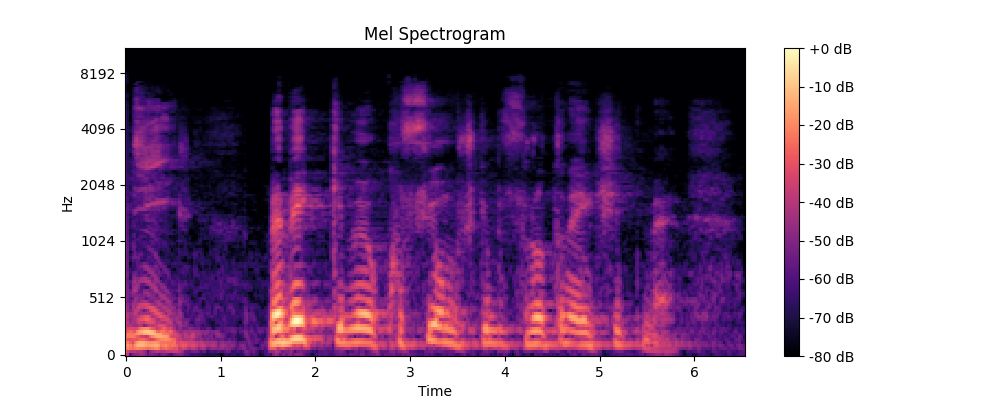 Mel Spectrogram
Hz
8192
4096
2048
1024
512
0
0 1 2 3 4 5 6
Time
+0 dB
-10 dB
-20 dB
-30 dB
-40 dB
-50 dB
-60 dB
-70 dB
-80 dB